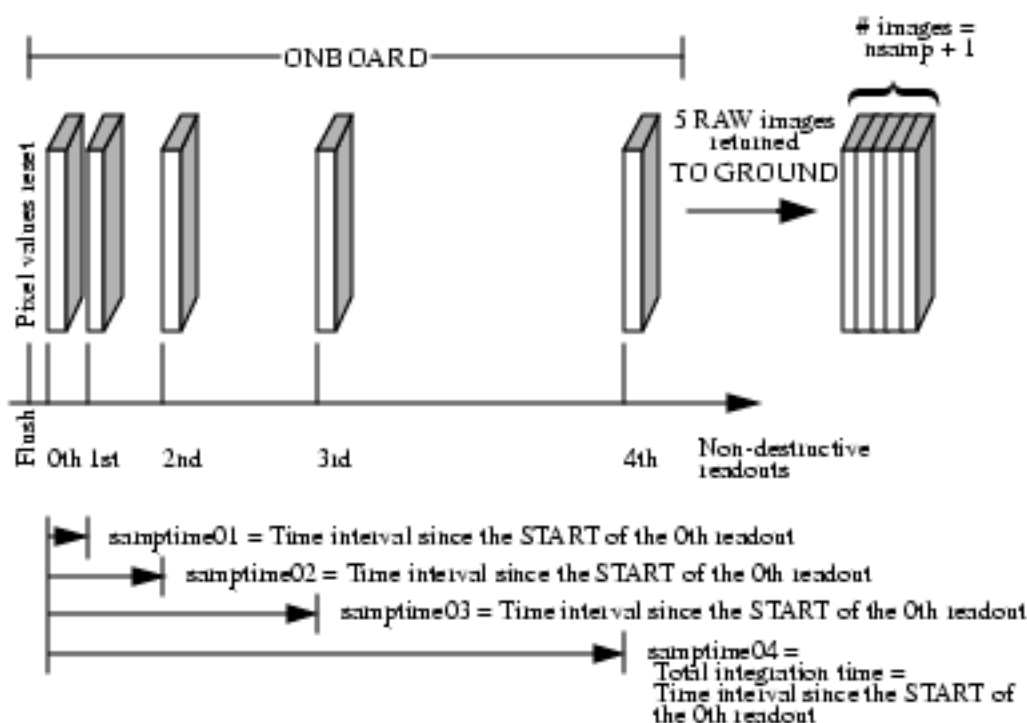 ONBOARD
# images =
nsamp + 1
5 RAW images
returned
TO GROUND
Pixel values reset
Flush
0th 1st 2nd 3rd 4th
Non-destructive
readouts
samptime01 = Time interval since the START of the 0th readout
samptime02 = Time interval since the START of the 0th readout
samptime03 = Time interval since the START of the 0th readout
samptime04 =
Total integration time =
Time interval since the START of
the 0th readout